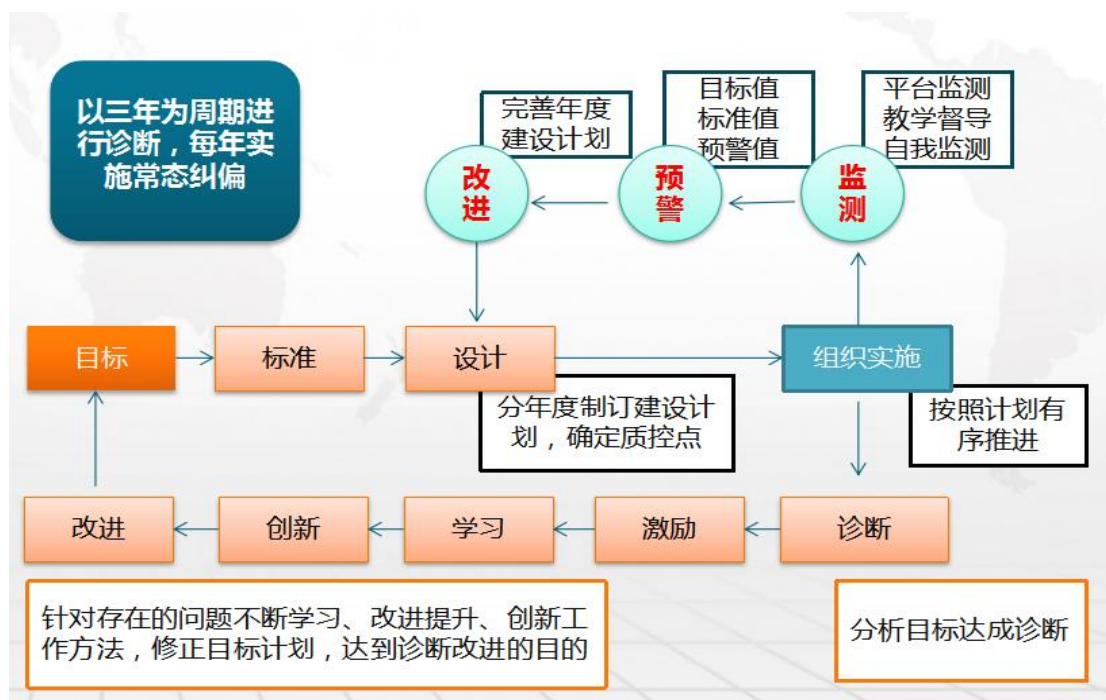 以三年为周期进
行诊断，每年实
施常态纠偏
完善年度
建设计划
目标值
标准值
预警值
平台监测
教学督导
自我监测
改
进
预
警
监
测
目标
标准
设计
组织实施
分年度制订建设计
划，确定质控点
按照计划有
序推进
改进
创新
学习
激励
诊断
针对存在的问题不断学习、改进提升、创新工
作方法，修正目标计划，达到诊断改进的目的
分析目标达成诊断